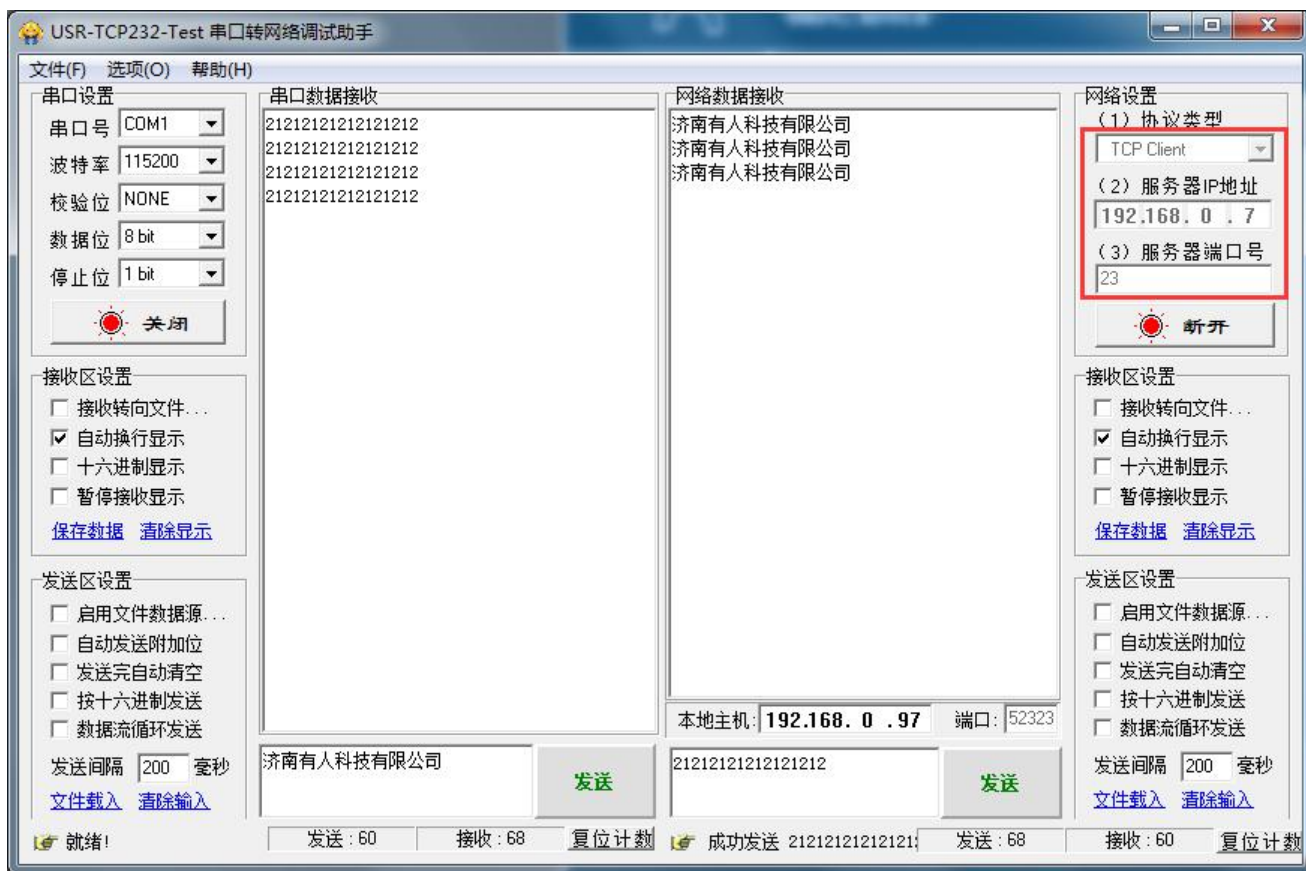 USR-TCP232-Test 串口转网络调试助手
文件(F) 选项(O) 帮助(H)
串口设置
串口号 COM1
波特率 115200
校验位 NONE
数据位 8 bit
停止位 1 bit
关闭
接收区设置
接收转向文件...
自动换行显示
十六进制显示
暂停接收显示
保存数据 清除显示
发送区设置
启用文件数据源...
自动发送附加位
发送完自动清空
按十六进制发送
数据流循环发送
发送间隔 200 毫秒
文件载入 清除输入
串口数据接收
21212121212121212
21212121212121212
21212121212121212
21212121212121212
济南有人科技有限公司
发送
网络数据接收
济南有人科技有限公司
济南有人科技有限公司
济南有人科技有限公司
本地主机: 192.168. 0 .97 端口: 52323
21212121212121212
发送
网络设置
(1) 协议类型
TCP Client
(2) 服务器IP地址
192.168. 0 . 7
(3) 服务器端口号
23
断开
接收区设置
接收转向文件...
自动换行显示
十六进制显示
暂停接收显示
保存数据 清除显示
发送区设置
启用文件数据源...
自动发送附加位
发送完自动清空
按十六进制发送
数据流循环发送
发送间隔 200 毫秒
文件载入 清除输入
就绪! 发送:60 接收:68 复位计数 成功发送 21212121212121 发送:68 接收:60 复位计数